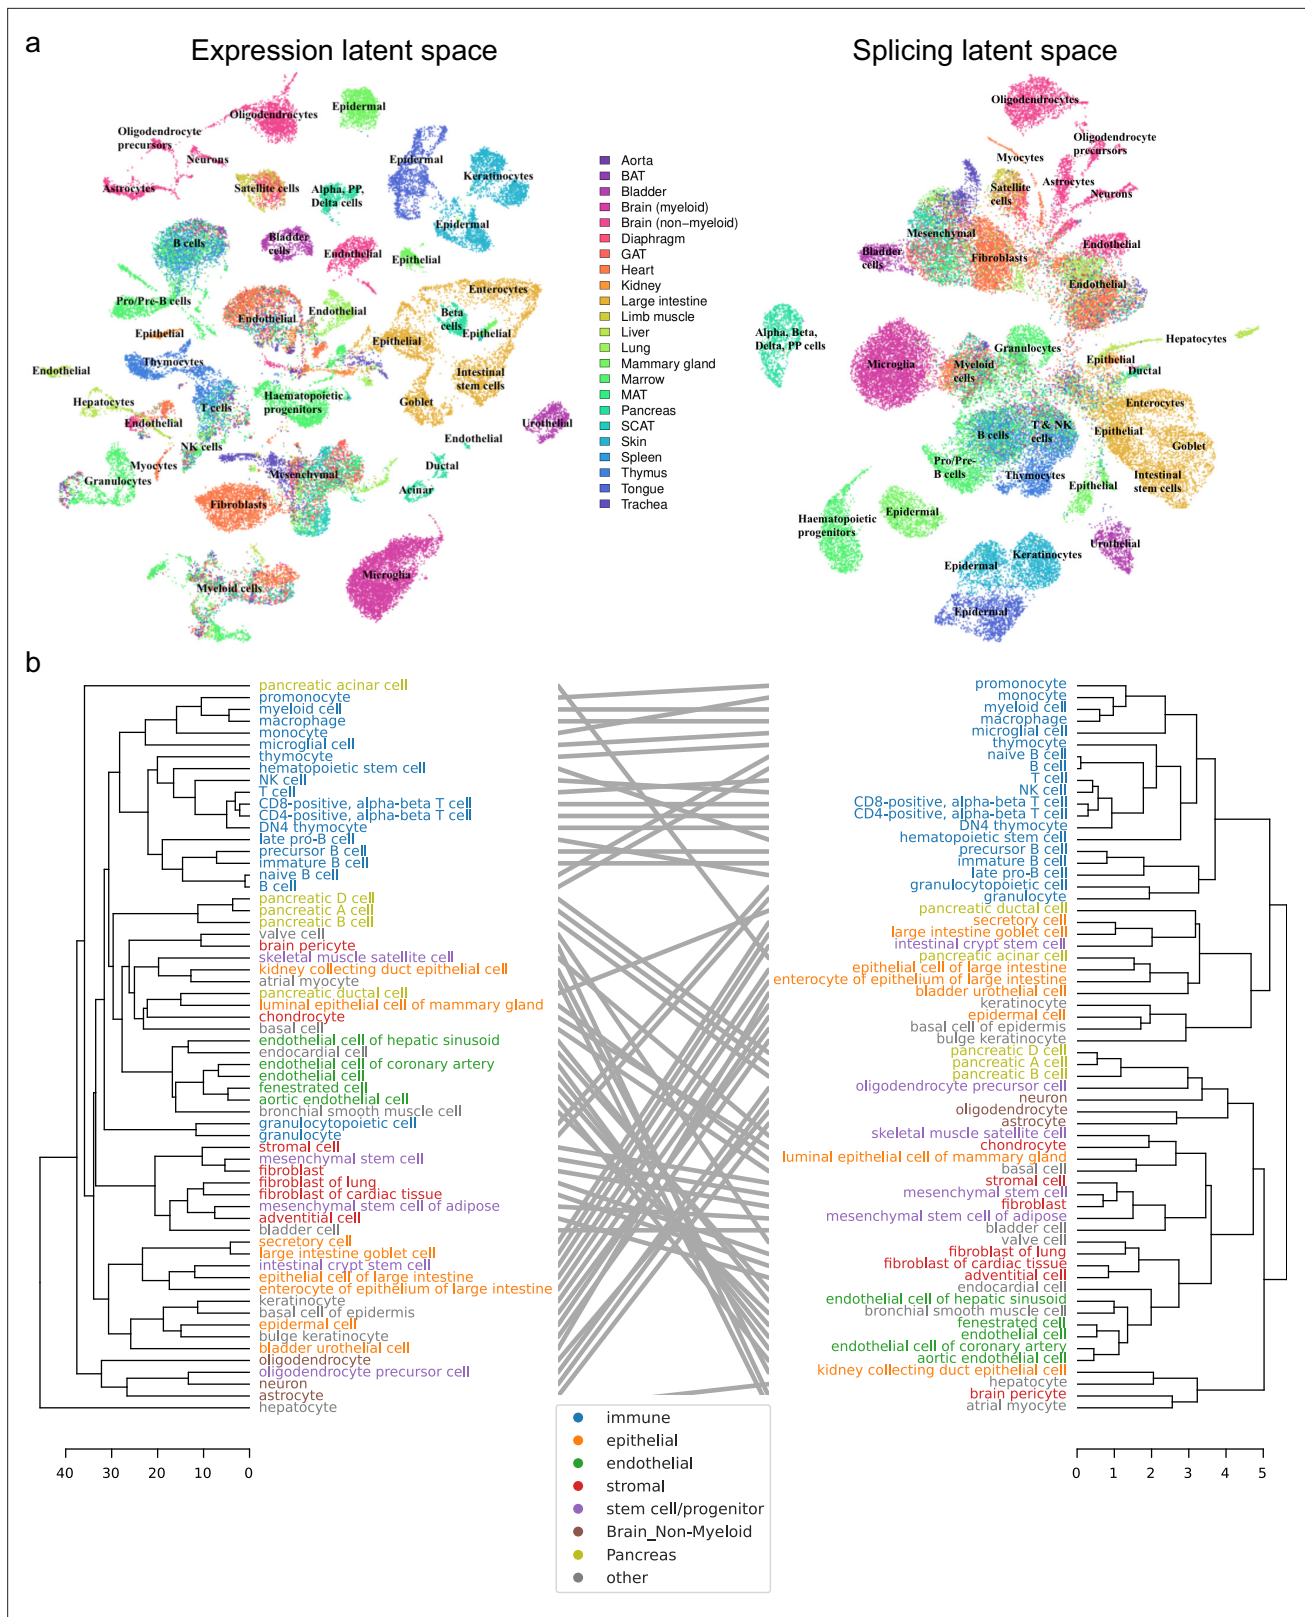 a
Expression latent space
Splicing latent space
Oligodendrocytes
Epidermal
Oligodendrocyte
precursors
Neurons
Astrocytes
Satellite cells
Alpha, PP,
Delta cells
Epidermal
Keratinocytes
Epidermal
B cells
Bladder
cells
Endothelial
Epithelial
Pro/Pre-B cells
Enterocytes
Endothelial
Endothelial
Beta
cells
Epithelial
Epithelial
Epithelial
Thymocytes
Endothelial
Intestinal
stem cells
Hepatocytes
T cells
Haematopoietic
progenitors
Goblet
Endothelial
Urothelial
NK cells
Endothelial
Myocytes
Granulocytes
Mesenchymal
Ductal
Acinar
Fibroblasts
Myeloid cells
Microglia
Aorta
BAT
Bladder
Brain (myeloid)
Brain (non−myeloid)
Diaphragm
GAT
Heart
Kidney
Large intestine
Limb muscle
Liver
Lung
Mammary gland
Marrow
MAT
Pancreas
SCAT
Skin
Spleen
Thymus
Tongue
Trachea
Oligodendrocytes
Oligodendrocyte
precursors
Myocytes
Satellite
cells
Astrocytes
Neurons
Mesenchymal
Bladder
cells
Fibroblasts
Endothelial
Endothelial
Alpha, Beta,
Delta, PP cells
Microglia
Myeloid
cells
Granulocytes
Hepatocytes
Epithelial
Ductal
Enterocytes
B cells
T & NK
cells
Epithelial
Goblet
Pro/Pre-
B cells
Thymocytes
Epithelial
Intestinal
stem cells
Haematopoietic
progenitors
Epidermal
Urothelial
Keratinocytes
Epidermal
Epidermal
b
pancreatic acinar cell
promonocyte
myeloid cell
macrophage
monocyte
microglial cell
thymocyte
hematopoietic stem cell
NK cell
T cell
CD8-positive, alpha-beta T cell
CD4-positive, alpha-beta T cell
DN4 thymocyte
late pro-B cell
precursor B cell
immature B cell
naive B cell
B cell
pancreatic D cell
pancreatic A cell
pancreatic B cell
valve cell
brain pericyte
skeletal muscle satellite cell
kidney collecting duct epithelial cell
atrial myocyte
pancreatic ductal cell
luminal epithelial cell of mammary gland
chondrocyte
basal cell
endothelial cell of hepatic sinusoid
endocardial cell
endothelial cell of coronary artery
endothelial cell
fenestrated cell
aortic endothelial cell
bronchial smooth muscle cell
granulocytopoietic cell
granulocyte
stromal cell
mesenchymal stem cell
fibroblast
fibroblast of lung
fibroblast of cardiac tissue
mesenchymal stem cell of adipose
adventitial cell
bladder cell
secretory cell
large intestine goblet cell
intestinal crypt stem cell
epithelial cell of large intestine
enterocyte of epithelium of large intestine
keratinocyte
basal cell of epidermis
epidermal cell
bulge keratinocyte
bladder urothelial cell
oligodendrocyte
oligodendrocyte precursor cell
neuron
astrocyte
hepatocyte
40 30 20 10 0
promonocyte
monocyte
myeloid cell
macrophage
microglial cell
thymocyte
naive B cell
B cell
T cell
NK cell
CD8-positive, alpha-beta T cell
CD4-positive, alpha-beta T cell
DN4 thymocyte
hematopoietic stem cell
precursor B cell
immature B cell
late pro-B cell
granulocytopoietic cell
granulocyte
pancreatic ductal cell
secretory cell
large intestine goblet cell
intestinal crypt stem cell
pancreatic acinar cell
epithelial cell of large intestine
enterocyte of epithelium of large intestine
bladder urothelial cell
keratinocyte
epidermal cell
basal cell of epidermis
bulge keratinocyte
pancreatic D cell
pancreatic A cell
pancreatic B cell
oligodendrocyte precursor cell
neuron
oligodendrocyte
astrocyte
skeletal muscle satellite cell
chondrocyte
luminal epithelial cell of mammary gland
basal cell
stromal cell
mesenchymal stem cell
fibroblast
mesenchymal stem cell of adipose
bladder cell
valve cell
fibroblast of lung
fibroblast of cardiac tissue
adventitial cell
endocardial cell
endothelial cell of hepatic sinusoid
bronchial smooth muscle cell
fenestrated cell
endothelial cell
endothelial cell of coronary artery
aortic endothelial cell
kidney collecting duct epithelial cell
hepatocyte
brain pericyte
atrial myocyte
0 1 2 3 4 5
immune
epithelial
endothelial
stromal
stem cell/progenitor
Brain_Non-Myeloid
Pancreas
other